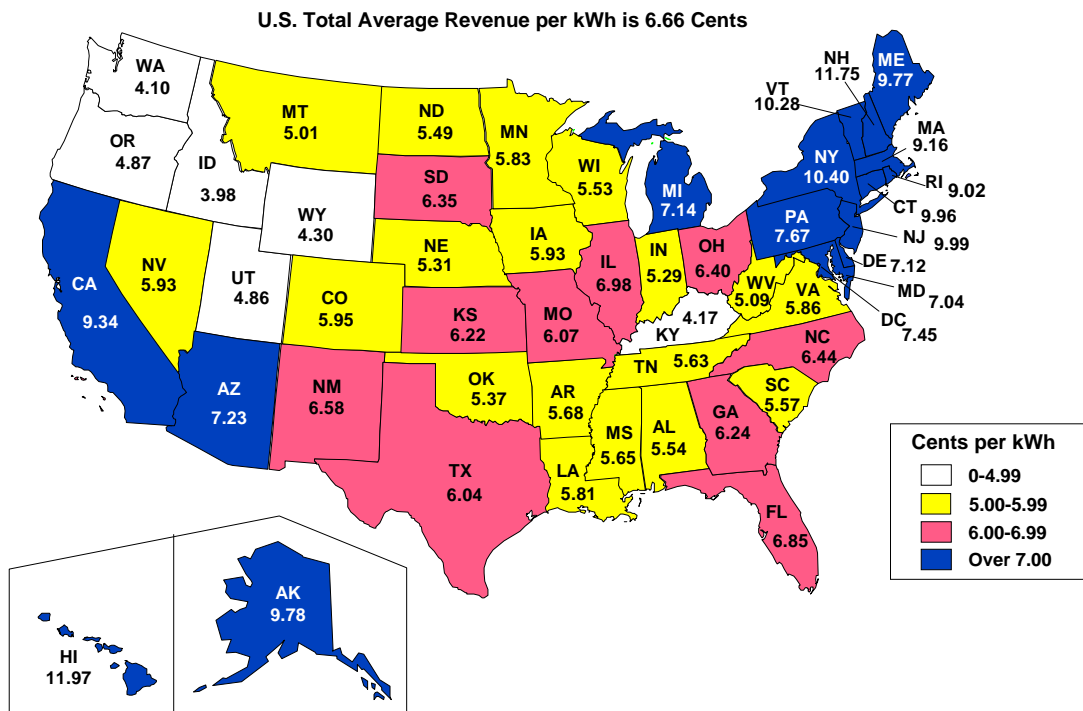 U.S. Total Average Revenue per kWh is 6.66 Cents
WA
4.10
OR
4.87
ID
3.98
MT
5.01
WY
4.30
CA
9.34
NV
5.93
UT
4.86
AZ
7.23
CO
5.95
NM
6.58
ND
5.49
SD
6.35
NE
5.31
KS
6.22
OK
5.37
TX
6.04
MN
5.83
IA
5.93
MO
6.07
AR
5.68
LA
5.81
WI
5.53
IL
6.98
MI
7.14
IN
5.29
OH
6.40
KY
4.17
TN
5.63
MS
5.65
AL
5.54
GA
6.24
FL
6.85
SC
5.57
NC
6.44
VA
5.86
WV
5.09
PA
7.67
NY
10.40
VT
10.28
NH
11.75
ME
9.77
MA
9.16
RI 9.02
CT
9.96
NJ
9.99
DE 7.12
MD
7.04
DC
7.45
AK
9.78
HI
11.97
Cents per kWh
0-4.99
5.00-5.99
6.00-6.99
Over 7.00